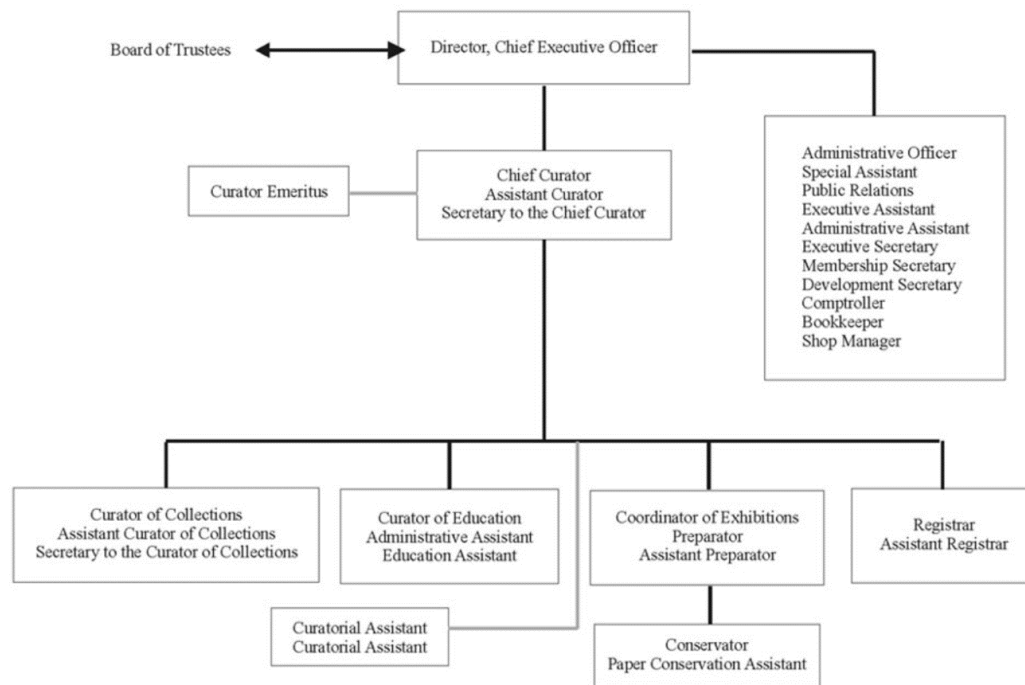 Board of Trustees
Director, Chief Executive Officer
Administrative Officer
Special Assistant
Public Relations
Executive Assistant
Administrative Assistant
Executive Secretary
Membership Secretary
Development Secretary
Comptroller
Bookkeeper
Shop Manager
Curator Emeritus
Chief Curator
Assistant Curator
Secretary to the Chief Curator
Curator of Collections
Assistant Curator of Collections
Secretary to the Curator of Collections
Curator of Education
Administrative Assistant
Education Assistant
Coordinator of Exhibitions
Preparator
Assistant Preparator
Registrar
Assistant Registrar
Curatorial Assistant
Curatorial Assistant
Conservator
Paper Conservation Assistant